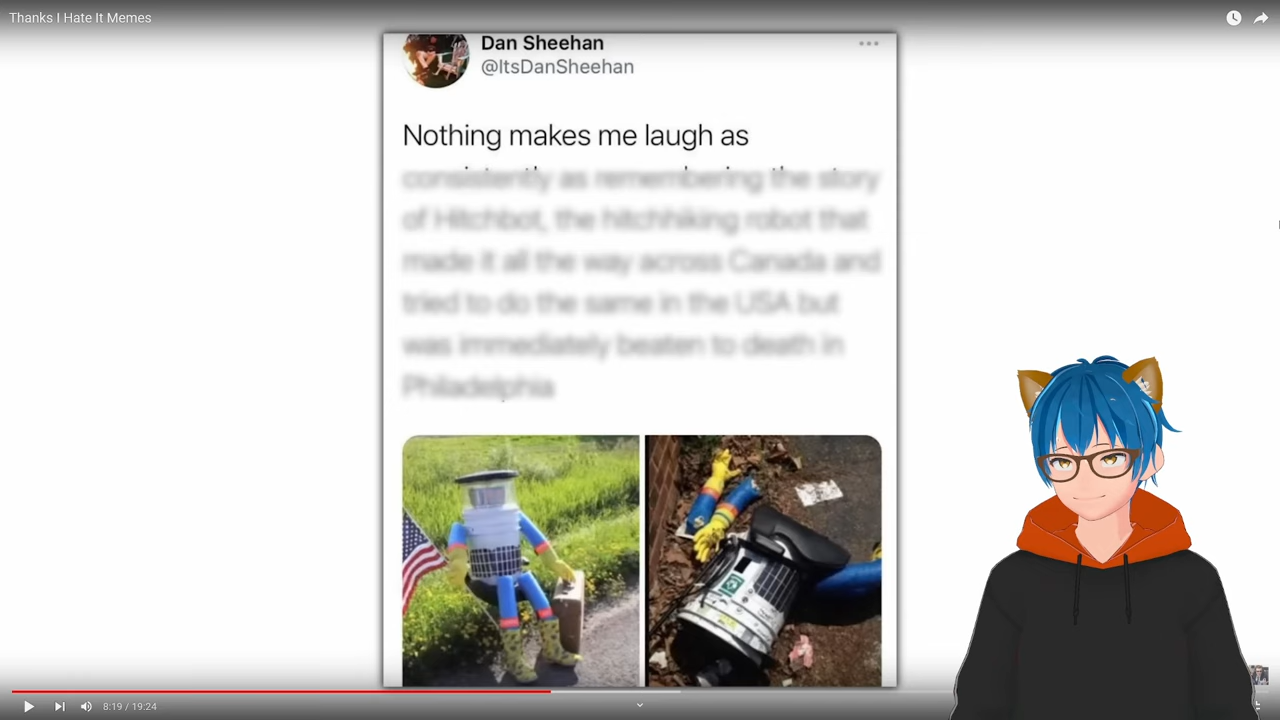 Thanks I Hate It Memes
Dan Sheehan
@ItsDanSheehan
Nothing makes me laugh as
consistently as remembering the story
of Hitchbot, the hitchhiking robot that
made it all the way across Canada and
tried to do the same in the USA but
was immediately beaten to death in
Philadelphia
8:19 / 19:24